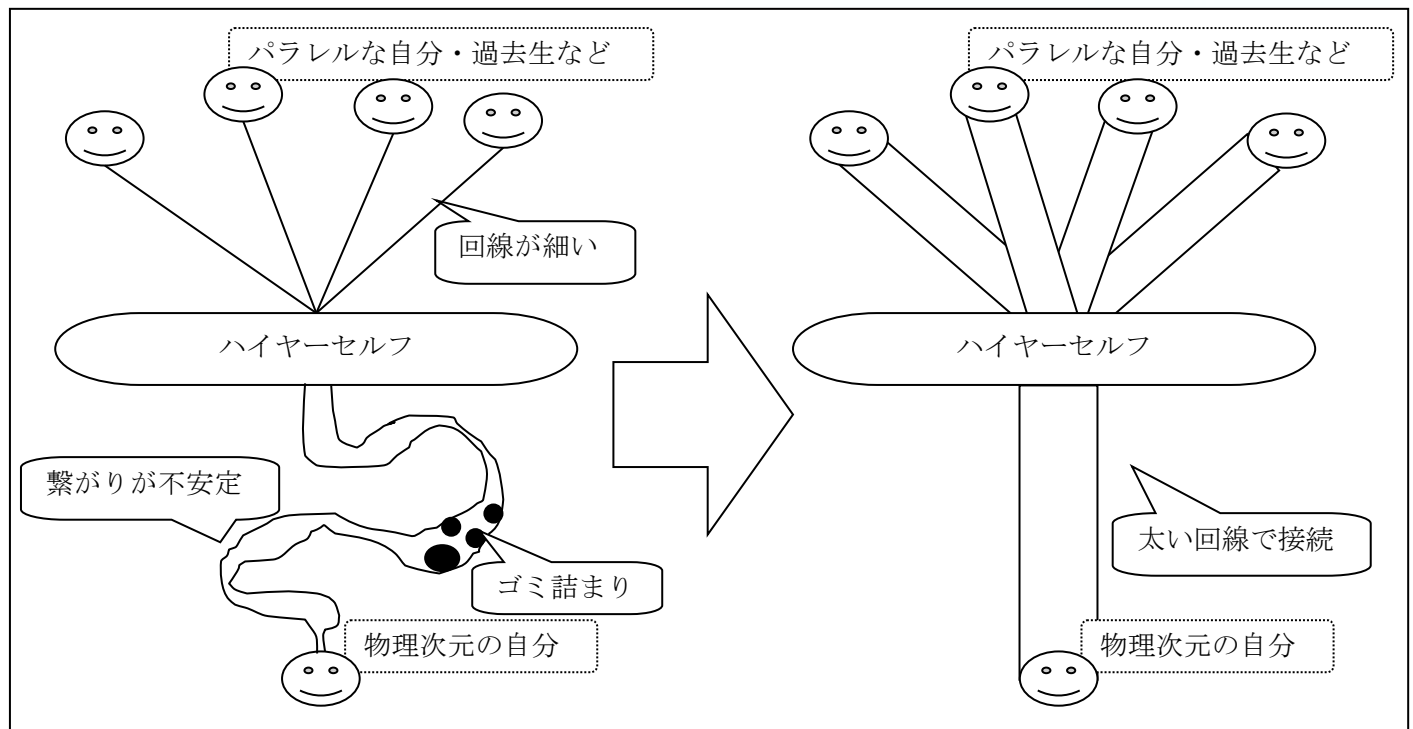 パラレルな自分・過去生など
回線が細い
ハイヤーセルフ
繋がりが不安定
ゴミ詰まり
物理次元の自分
パラレルな自分・過去生など
ハイヤーセルフ
太い回線で接続
物理次元の自分